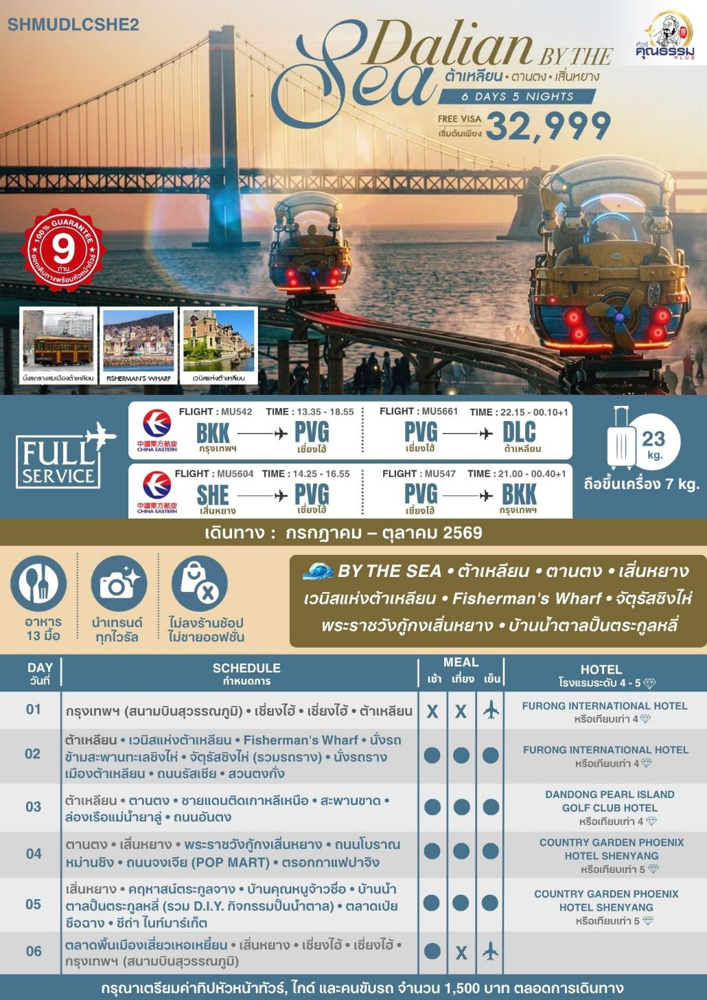 SHMUDLCSHE2
Dalian BY THE
Sea
ต้าเหลียน • ตานตง • เสิ่นหยาง
6 DAYS 5 NIGHTS
FREE VISA
เริ่มต้นเพียง 32,999
ทัวร์
คุณธรรม
PLUS
100% GUARANTEE
9
ท่าน
ออกเดินทางพร้อมหัวหน้าทัวร์
นั่งรถรางชมเมืองต้าเหลียน
FISHERMAN'S WHARF
เวนิสแห่งต้าเหลียน
FULL
SERVICE
中國東方航空
CHINA EASTERN
FLIGHT : MU542 TIME : 13.35 - 18.55
BKK PVG
กรุงเทพฯ เซี่ยงไฮ้
FLIGHT : MU5661 TIME : 22.15 - 00.10+1
PVG DLC
เซี่ยงไฮ้ ต้าเหลียน
中國東方航空
CHINA EASTERN
FLIGHT : MU5604 TIME : 14.25 - 16.55
SHE PVG
เสิ่นหยาง เซี่ยงไฮ้
FLIGHT : MU547 TIME : 21.00 - 00.40+1
PVG BKK
เซี่ยงไฮ้ กรุงเทพฯ
23
kg.
ถือขึ้นเครื่อง 7 kg.
เดินทาง : กรกฎาคม – ตุลาคม 2569
อาหาร
13 มื้อ
นำเทรนด์
ทุกไวรัล
ไม่ลงร้านช้อป
ไม่ขายออฟชั่น
BY THE SEA • ต้าเหลียน • ตานตง • เสิ่นหยาง
เวนิสแห่งต้าเหลียน • Fisherman's Wharf • จัตุรัสซิงไห่
พระราชวังกู้กงเสิ่นหยาง • บ้านน้ำตาลปั้นตระกูลหลี่
DAY
วันที่
SCHEDULE
กำหนดการ
MEAL
เช้า เที่ยง เย็น
HOTEL
โรงแรมระดับ 4 - 5
01
กรุงเทพฯ (สนามบินสุวรรณภูมิ) • เซี่ยงไฮ้ • เซี่ยงไฮ้ • ต้าเหลียน
X X
FURONG INTERNATIONAL HOTEL
หรือเทียบเท่า 4
02
ต้าเหลียน • เวนิสแห่งต้าเหลียน • Fisherman's Wharf • นั่งรถ
ข้ามสะพานทะเลซิงไห่ • จัตุรัสซิงไห่ (รวมรถราง) • นั่งรถราง
เมืองต้าเหลียน • ถนนรัสเซีย • สวนตงกั่ง
FURONG INTERNATIONAL HOTEL
หรือเทียบเท่า 4
03
ต้าเหลียน • ตานตง • ชายแดนติดเกาหลีเหนือ • สะพานขาด •
ล่องเรือแม่น้ำยาลู่ • ถนนอันตง
DANDONG PEARL ISLAND
GOLF CLUB HOTEL
หรือเทียบเท่า 4
04
ตานตง • เสิ่นหยาง • พระราชวังกู้กงเสิ่นหยาง • ถนนโบราณ
หม่านชิง • ถนนจงเจีย (POP MART) • ตรอกกาแฟปาจิง
COUNTRY GARDEN PHOENIX
HOTEL SHENYANG
หรือเทียบเท่า 5
05
เสิ่นหยาง • คฤหาสน์ตระกูลจาง • บ้านคุณหนูจ้าวซื่อ • บ้านน้ำ
ตาลปั้นตระกูลหลี่ (รวม D.I.Y. กิจกรรมปั้นน้ำตาล) • ตลาดเป่ย
ซือฉาง • ซีถ่า ไนท์มาร์เก็ต
COUNTRY GARDEN PHOENIX
HOTEL SHENYANG
หรือเทียบเท่า 5
06
ตลาดพื้นเมืองเสี่ยวเหอเหยี่ยน • เสิ่นหยาง • เซี่ยงไฮ้ • เซี่ยงไฮ้ •
กรุงเทพฯ (สนามบินสุวรรณภูมิ)
X
กรุณาเตรียมค่าทิปหัวหน้าทัวร์, ไกด์ และคนขับรถ จำนวน 1,500 บาท ตลอดการเดินทาง